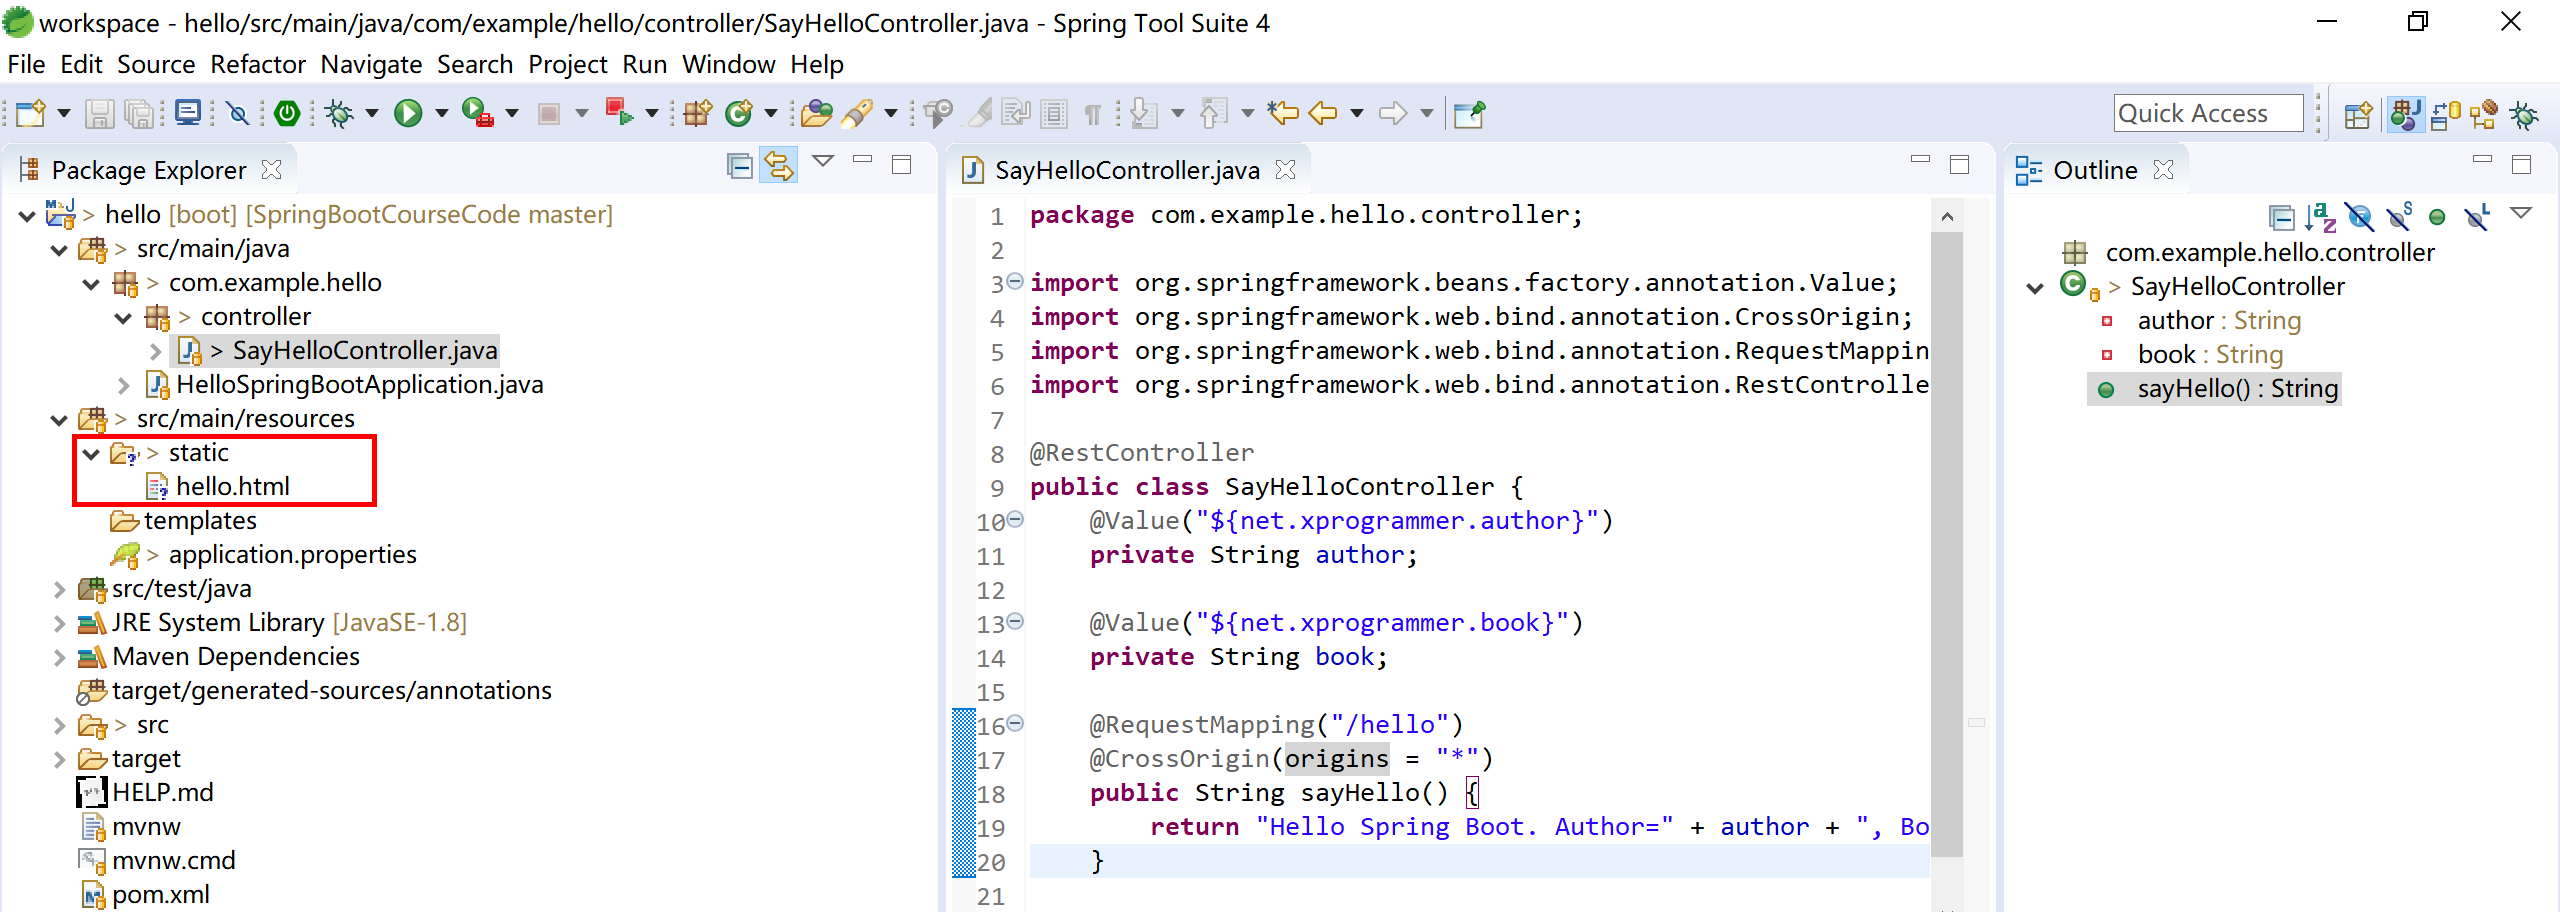 workspace - hello/src/main/java/com/example/hello/controller/SayHelloController.java - Spring Tool Suite 4
File Edit Source Refactor Navigate Search Project Run Window Help
Quick Access
Package Explorer
> hello [boot] [SpringBootCourseCode master]
> src/main/java
> com.example.hello
> controller
> SayHelloController.java
HelloSpringBootApplication.java
> src/main/resources
> static
hello.html
templates
> application.properties
src/test/java
JRE System Library [JavaSE-1.8]
Maven Dependencies
target/generated-sources/annotations
> src
target
HELP.md
mvnw
mvnw.cmd
pom.xml
SayHelloController.java
1 package com.example.hello.controller;
2
3 import org.springframework.beans.factory.annotation.Value;
4 import org.springframework.web.bind.annotation.CrossOrigin;
5 import org.springframework.web.bind.annotation.RequestMappin
6 import org.springframework.web.bind.annotation.RestControlle
7
8 @RestController
9 public class SayHelloController {
10 @Value("${net.xprogrammer.author}")
11 private String author;
12
13 @Value("${net.xprogrammer.book}")
14 private String book;
15
16 @RequestMapping("/hello")
17 @CrossOrigin(origins = "*")
18 public String sayHello() {
19 return "Hello Spring Boot. Author=" + author + ", Bo
20 }
21
Outline
com.example.hello.controller
> SayHelloController
author : String
book : String
sayHello() : String